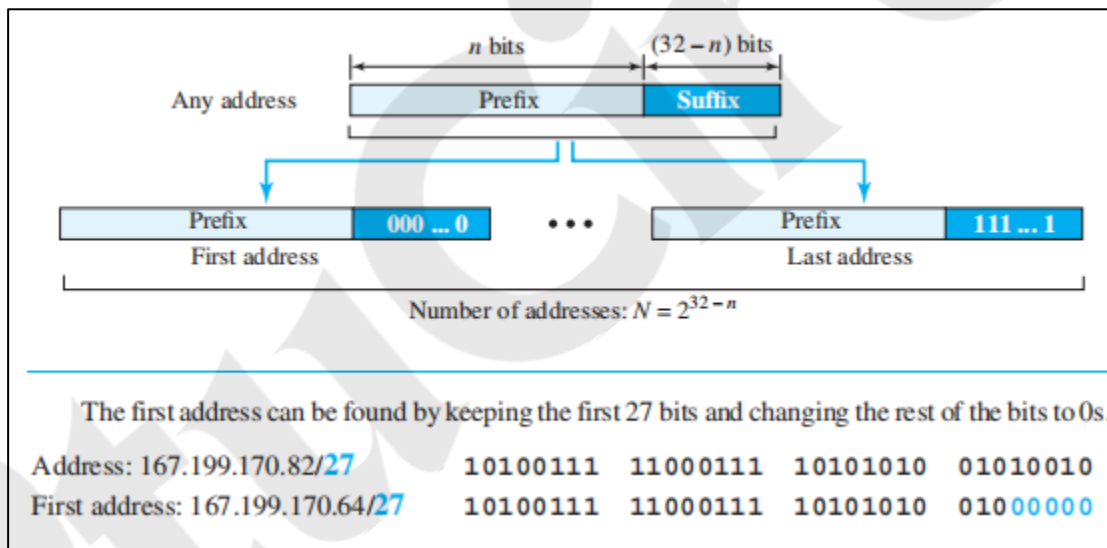 n bits (32 – n) bits
Any address Prefix Suffix
Prefix 000 ... 0 • • • Prefix 111 ... 1
First address Last address
Number of addresses: N = 2^32 – n
The first address can be found by keeping the first 27 bits and changing the rest of the bits to 0s.
Address: 167.199.170.82/27 10100111 11000111 10101010 01010010
First address: 167.199.170.64/27 10100111 11000111 10101010 01000000